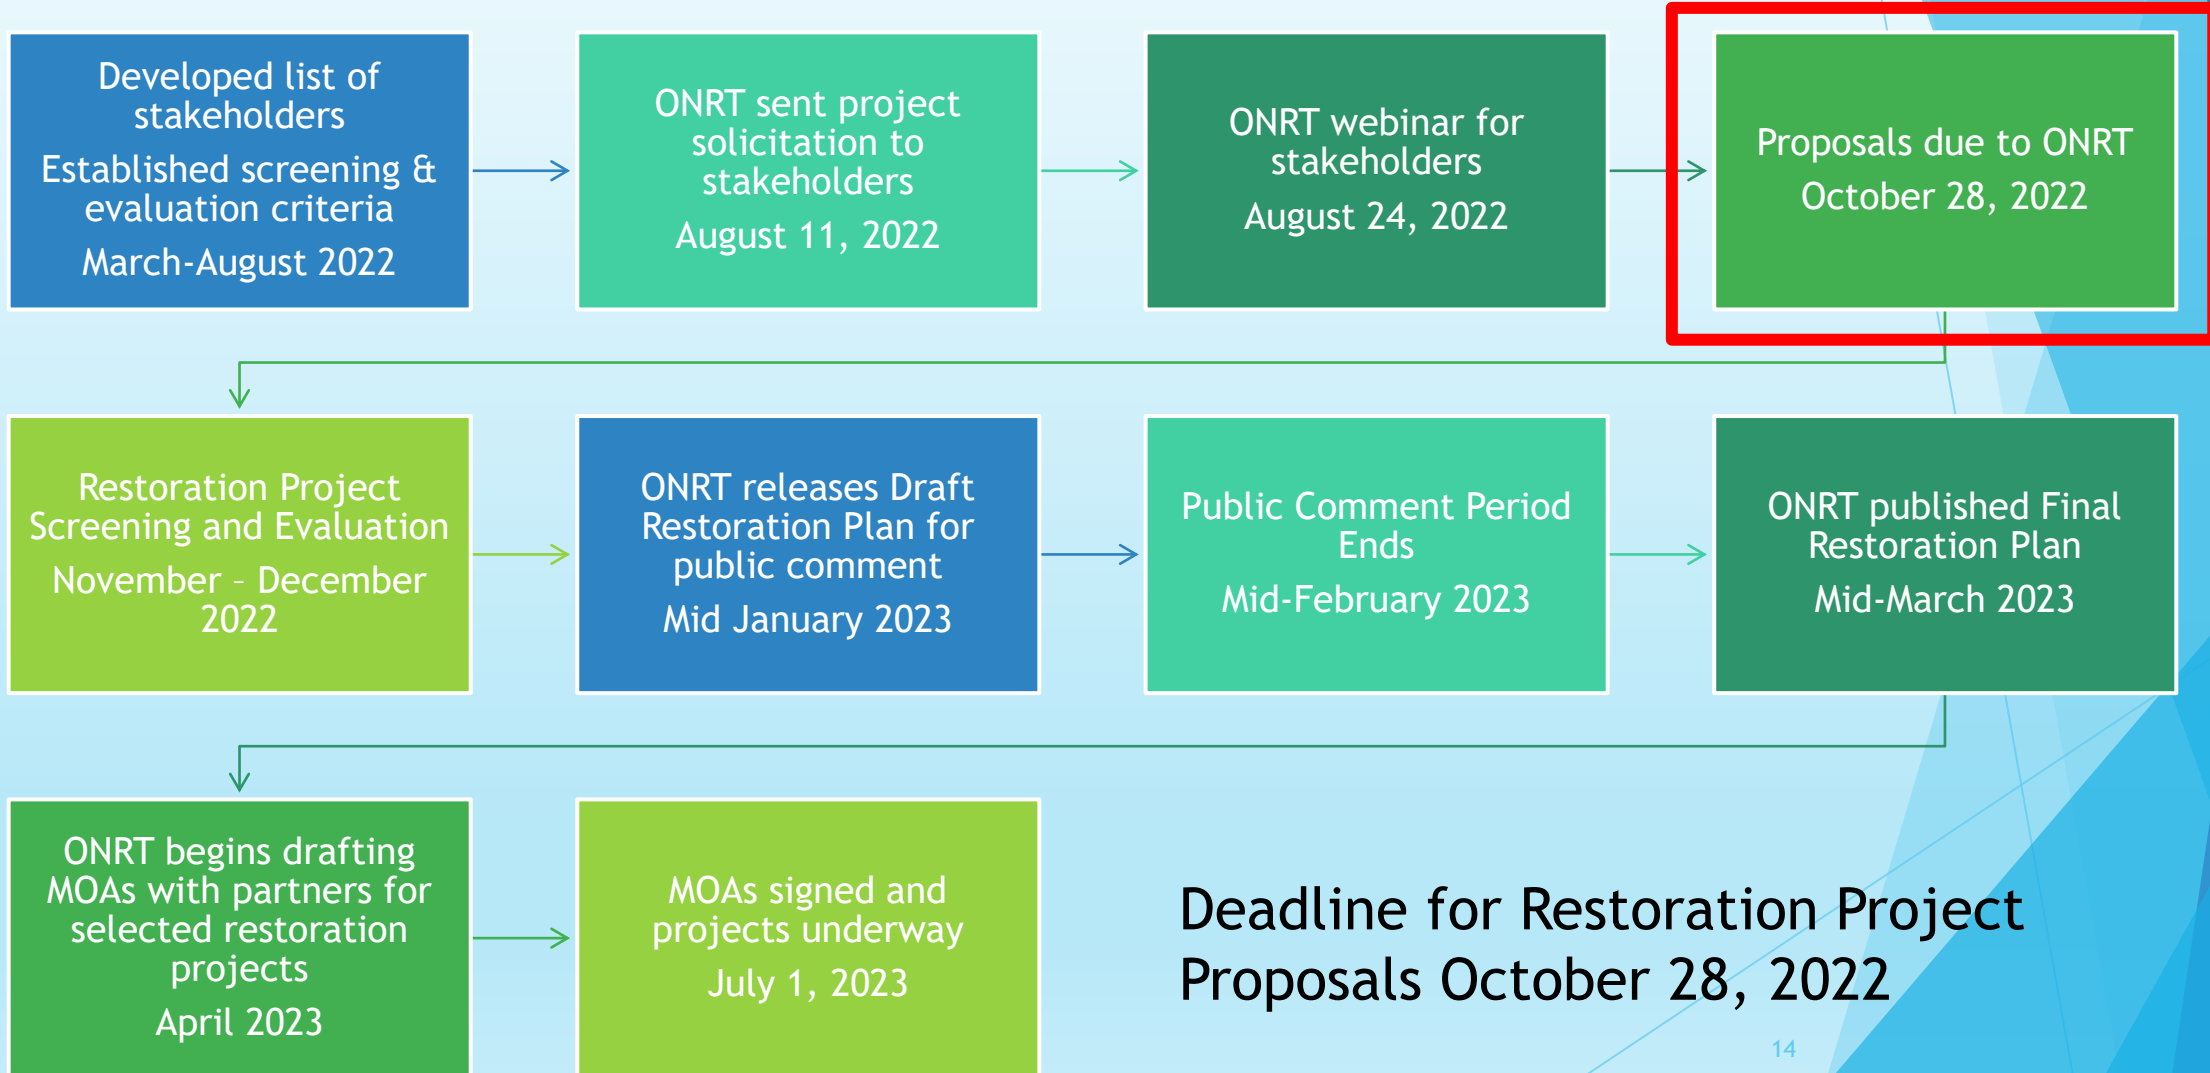 Developed list of
stakeholders
Established screening &
evaluation criteria
March-August 2022
ONRT sent project
solicitation to
stakeholders
August 11, 2022
ONRT webinar for
stakeholders
August 24, 2022
Proposals due to ONRT
October 28, 2022
Restoration Project
Screening and Evaluation
November – December
2022
ONRT releases Draft
Restoration Plan for
public comment
Mid January 2023
Public Comment Period
Ends
Mid-February 2023
ONRT published Final
Restoration Plan
Mid-March 2023
ONRT begins drafting
MOAs with partners for
selected restoration
projects
April 2023
MOAs signed and
projects underway
July 1, 2023
Deadline for Restoration Project
Proposals October 28, 2022
14